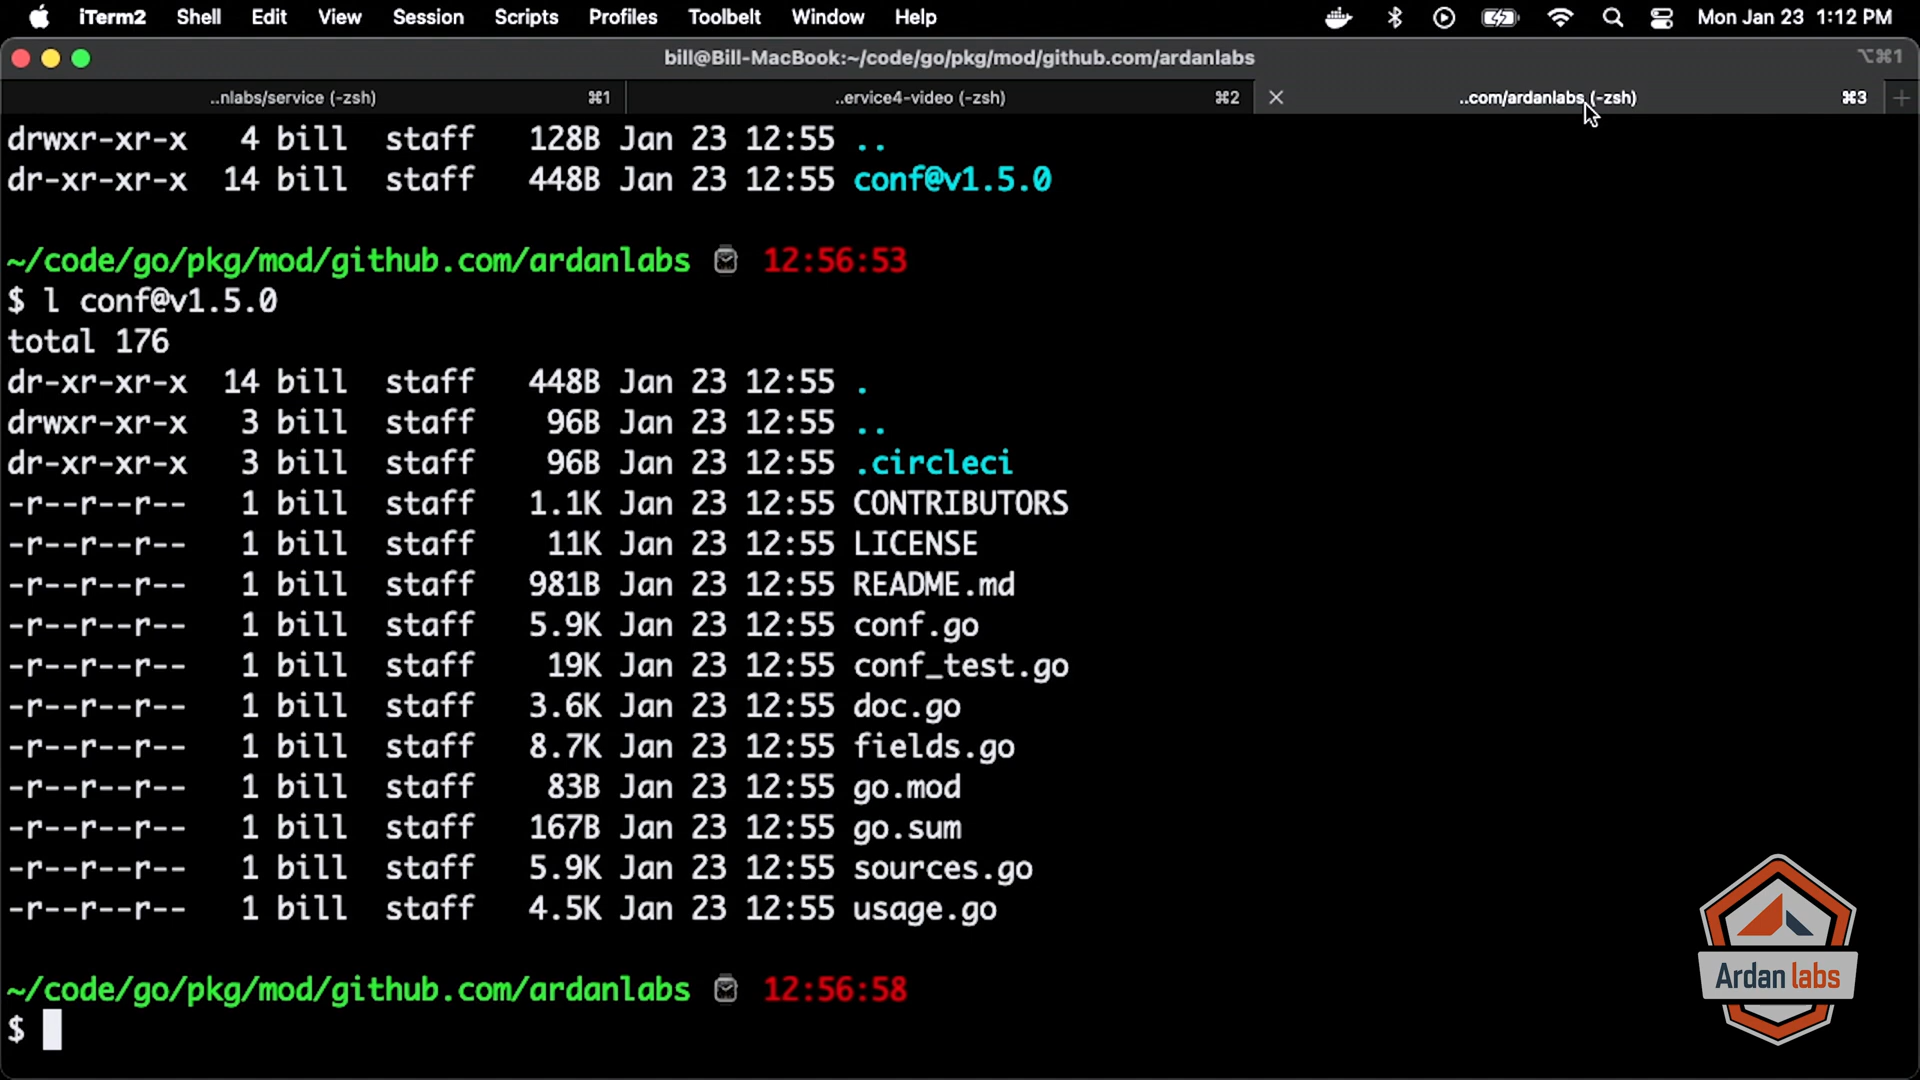 iTerm2 Shell Edit View Session Scripts Profiles Toolbelt Window Help Mon Jan 23 1:12 PM
bill@Bill-MacBook:~/code/go/pkg/mod/github.com/ardanlabs ⌥⌘1
..nlabs/service (-zsh) ⌘1 ..ervice4-video (-zsh) ⌘2 ..com/ardanlabs (-zsh) ⌘3
drwxr-xr-x 4 bill staff 128B Jan 23 12:55 ..
dr-xr-xr-x 14 bill staff 448B Jan 23 12:55 conf@v1.5.0
~/code/go/pkg/mod/github.com/ardanlabs 12:56:53
$ l conf@v1.5.0
total 176
dr-xr-xr-x 14 bill staff 448B Jan 23 12:55 .
drwxr-xr-x 3 bill staff 96B Jan 23 12:55 ..
dr-xr-xr-x 3 bill staff 96B Jan 23 12:55 .circleci
-r--r--r-- 1 bill staff 1.1K Jan 23 12:55 CONTRIBUTORS
-r--r--r-- 1 bill staff 11K Jan 23 12:55 LICENSE
-r--r--r-- 1 bill staff 981B Jan 23 12:55 README.md
-r--r--r-- 1 bill staff 5.9K Jan 23 12:55 conf.go
-r--r--r-- 1 bill staff 19K Jan 23 12:55 conf_test.go
-r--r--r-- 1 bill staff 3.6K Jan 23 12:55 doc.go
-r--r--r-- 1 bill staff 8.7K Jan 23 12:55 fields.go
-r--r--r-- 1 bill staff 83B Jan 23 12:55 go.mod
-r--r--r-- 1 bill staff 167B Jan 23 12:55 go.sum
-r--r--r-- 1 bill staff 5.9K Jan 23 12:55 sources.go
-r--r--r-- 1 bill staff 4.5K Jan 23 12:55 usage.go
~/code/go/pkg/mod/github.com/ardanlabs 12:56:58
$
Ardan labs